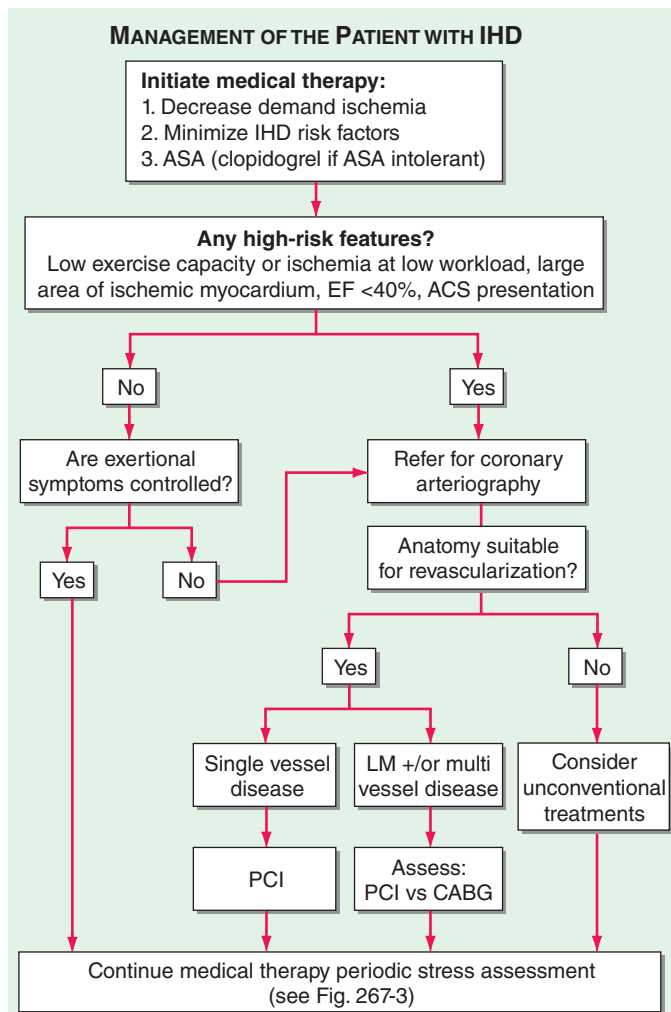 MANAGEMENT OF THE PATIENT WITH IHD
Initiate medical therapy:
1. Decrease demand ischemia
2. Minimize IHD risk factors
3. ASA (clopidogrel if ASA intolerant)
Any high-risk features?
Low exercise capacity or ischemia at low workload, large
area of ischemic myocardium, EF <40%, ACS presentation
No
Yes
Are exertional
symptoms controlled?
Refer for coronary
arteriography
Yes
No
Anatomy suitable
for revascularization?
Yes
No
Single vessel
disease
LM +/or multi
vessel disease
Consider
unconventional
treatments
PCI
Assess:
PCI vs CABG
Continue medical therapy periodic stress assessment
(see Fig. 267-3)